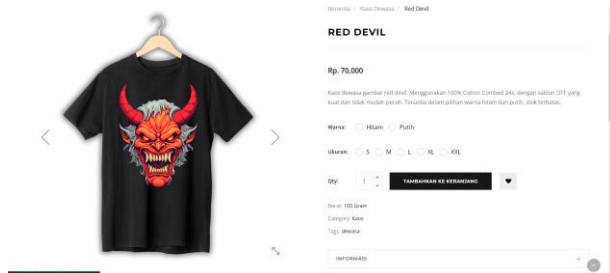 Beranda / Kaos Dewasa / Red Devil
RED DEVIL
Rp. 70,000
Kaos dewasa gambar red devil. Menggunakan 100% Cotton Combed 24s, dengan sablon DTF yang
kuat dan tidak mudah pecah. Tersedia dalam pilihan warna hitam dan putih. stok terbatas.
Warna: Hitam Putih
Ukuran: S M L XL XXL
Qty: 1 TAMBAHKAN KE KERANJANG
Berat: 100 Gram
Category: Kaos
Tags: dewasa
INFORMASI +